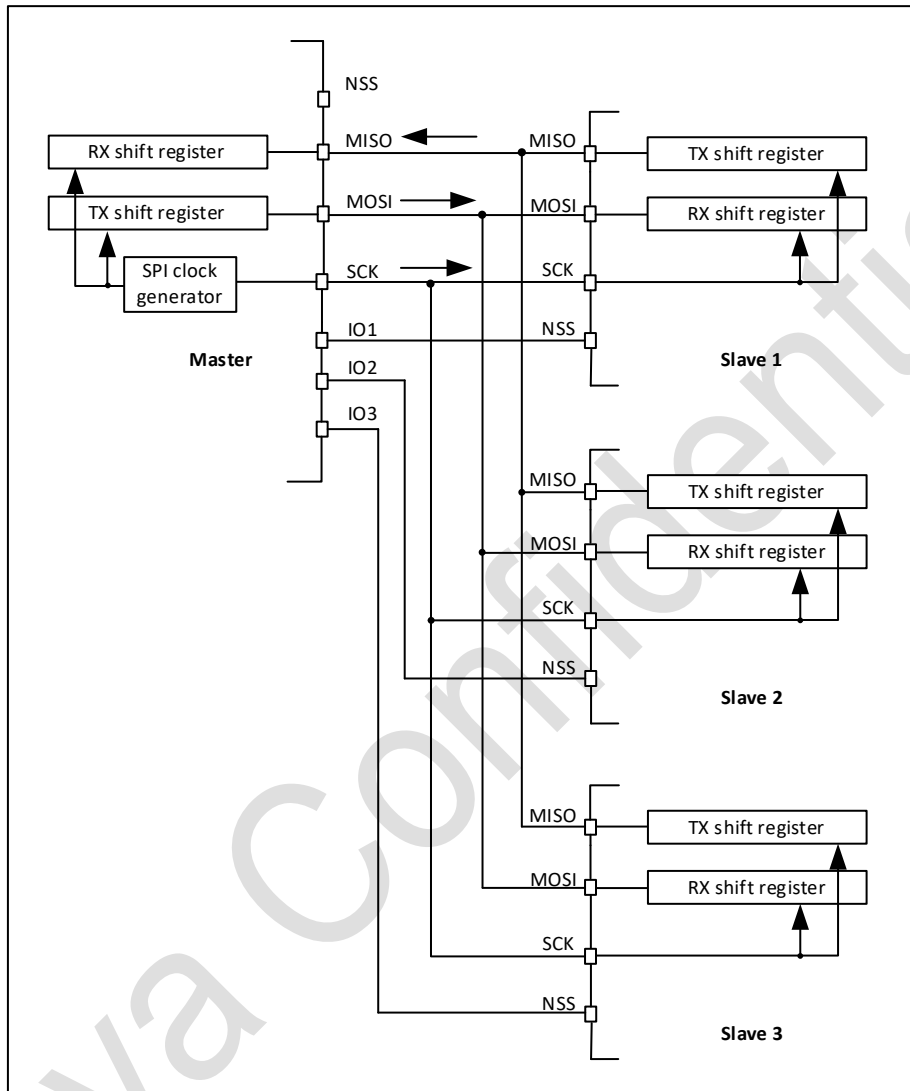 NSS
RX shift register
MISO
MISO
TX shift register
TX shift register
MOSI
MOSI
RX shift register
SPI clock
generator
SCK
SCK
Master
IO1
NSS
Slave 1
IO2
IO3
MISO
TX shift register
MOSI
RX shift register
SCK
NSS
Slave 2
MISO
TX shift register
MOSI
RX shift register
SCK
NSS
Slave 3